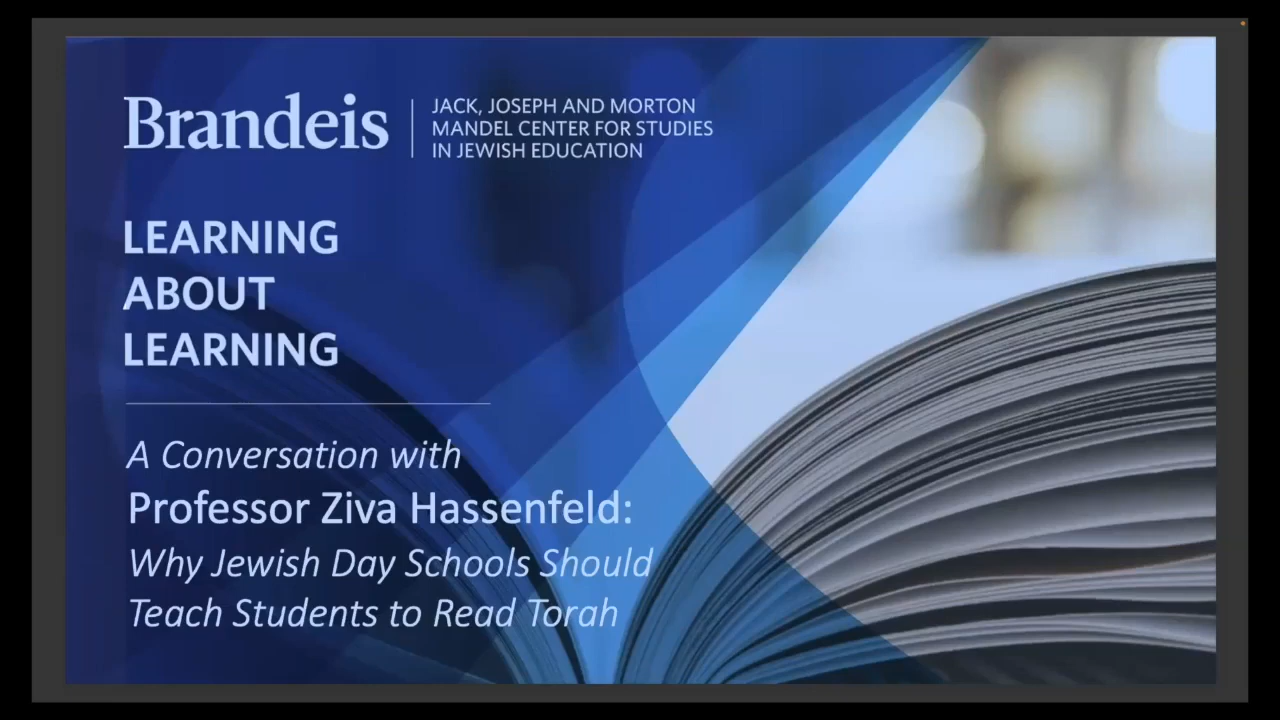 Brandeis
JACK, JOSEPH AND MORTON
MANDEL CENTER FOR STUDIES
IN JEWISH EDUCATION
LEARNING
ABOUT
LEARNING
A Conversation with
Professor Ziva Hassenfeld:
Why Jewish Day Schools Should
Teach Students to Read Torah